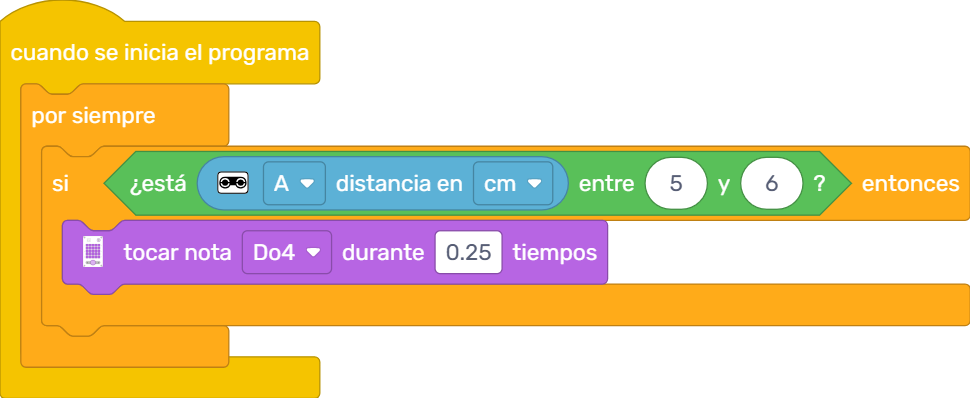 cuando se inicia el programa
por siempre
si ¿está A distancia en cm entre 5 y 6 ? entonces
tocar nota Do4 durante 0.25 tiempos